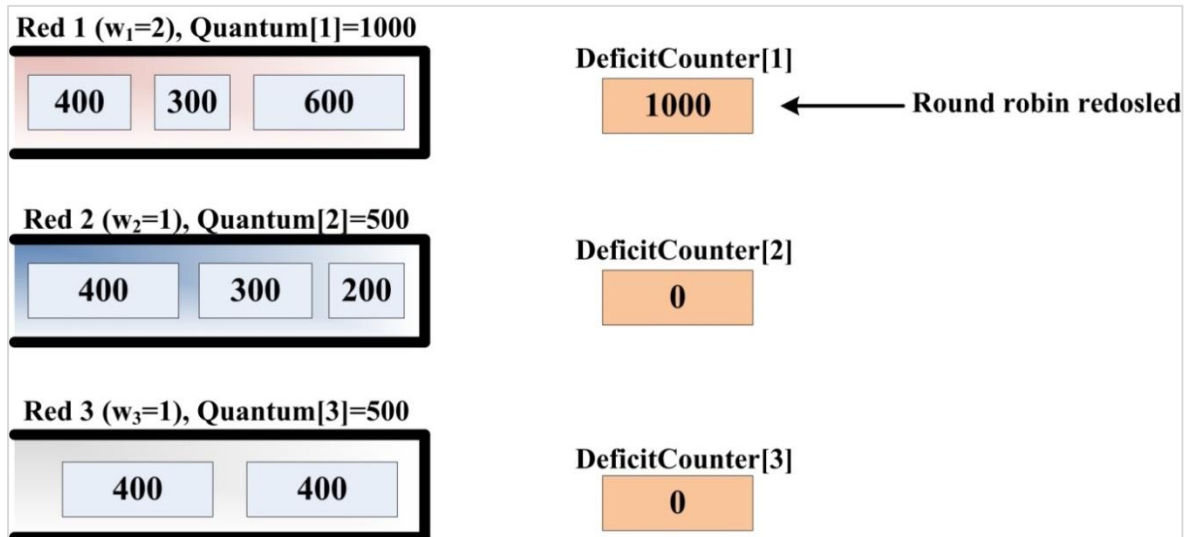 Red 1 (w₁=2), Quantum[1]=1000
DeficitCounter[1]
400 300 600
1000
Round robin redosled
Red 2 (w₂=1), Quantum[2]=500
DeficitCounter[2]
400 300 200
0
Red 3 (w₃=1), Quantum[3]=500
DeficitCounter[3]
400 400
0